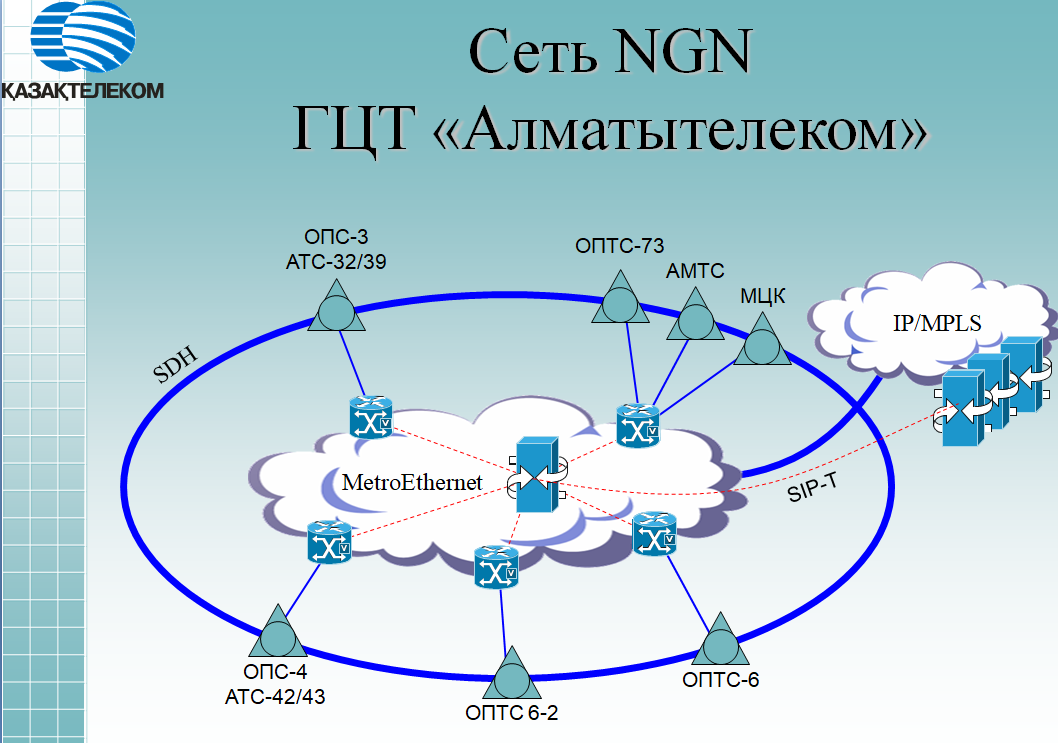 ҚАЗАҚТЕЛЕКОМ
Сеть NGN
ГЦТ «Алматытелеком»
ОПС-3
АТС-32/39
ОПТС-73
АМТС
МЦК
IP/MPLS
SDH
MetroEthernet
SIP-T
V
V
V
V
V
ОПС-4
АТС-42/43
ОПТС 6-2
ОПТС-6